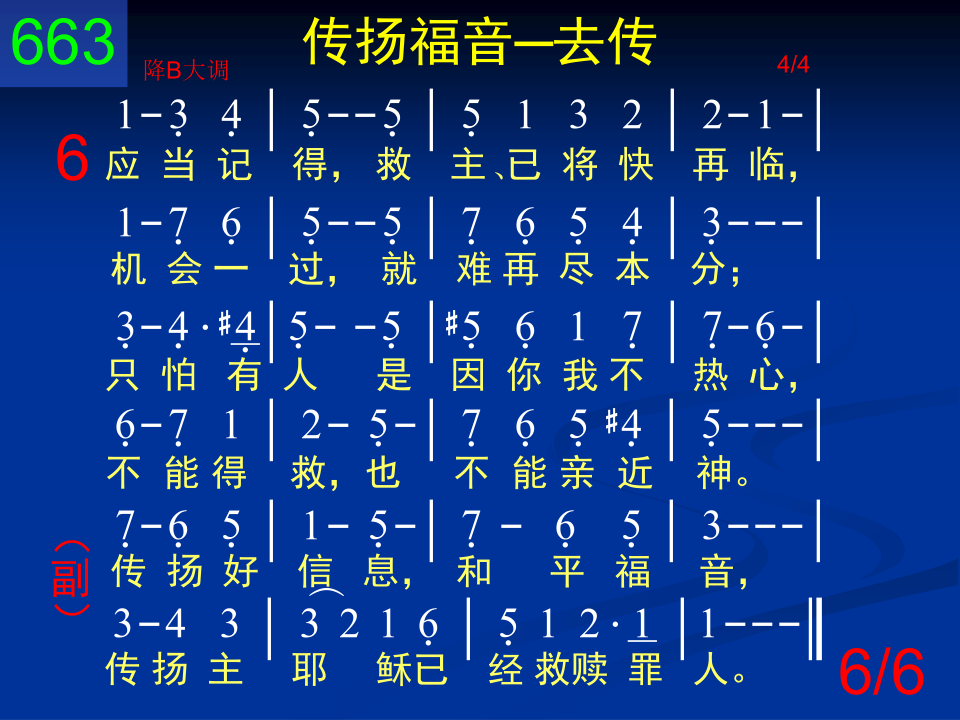 663
传扬福音─去传
降B大调
4/4
6
1 - 3̣ 4̣ | 5̣ - - 5̣ | 5̣ 1 3 2 | 2 - 1 - |
应 当 记 得， 救 主、已 将 快 再 临，
1 - 7̣ 6̣ | 5̣ - - 5̣ | 7̣ 6̣ 5̣ 4̣ | 3̣ - - - |
机 会 一 过， 就 难 再 尽 本 分；
3̣ - 4̣ · #4̣ | 5̣ - - 5̣ | #5̣ 6̣ 1 7̣ | 7̣ - 6̣ - |
只 怕 有 人 是 因 你 我 不 热 心，
6̣ - 7̣ 1 | 2 - 5̣ - | 7̣ 6̣ 5̣ #4̣ | 5̣ - - - |
不 能 得 救，也 不 能 亲 近 神。
（副）
7̣ - 6̣ 5̣ | 1 - 5̣ - | 7̣ - 6̣ 5̣ | 3 - - - |
传 扬 好 信 息， 和 平 福 音，
3 - 4 3 | 3 2 1 6̣ | 5̣ 1 2 · 1 | 1 - - - ‖
传 扬 主 耶 稣已 经 救赎 罪 人。
6/6